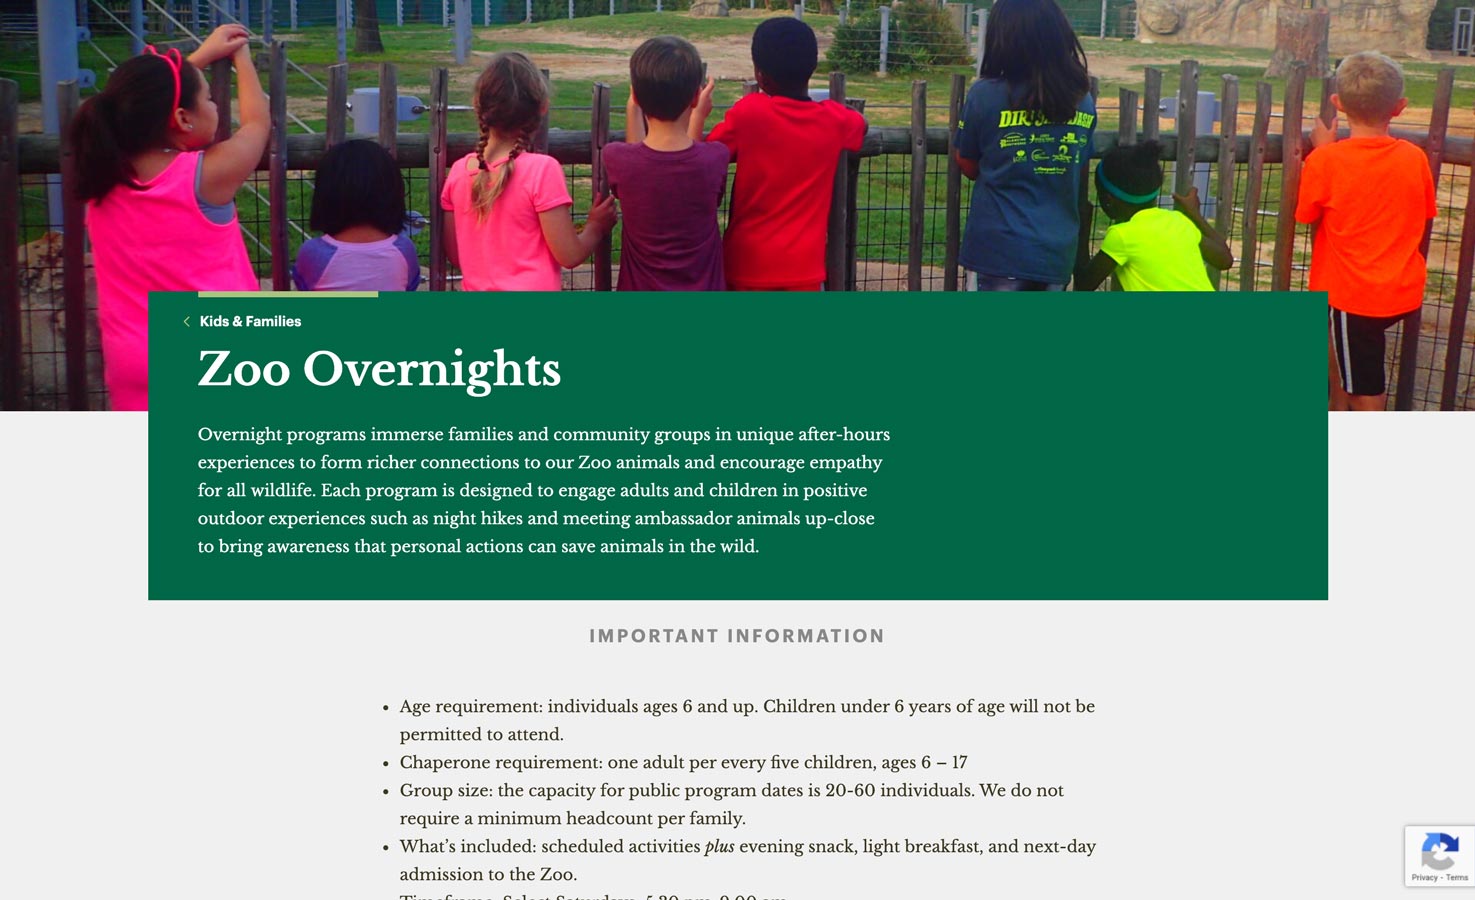 Kids & Families
Zoo Overnights
Overnight programs immerse families and community groups in unique after-hours
experiences to form richer connections to our Zoo animals and encourage empathy
for all wildlife. Each program is designed to engage adults and children in positive
outdoor experiences such as night hikes and meeting ambassador animals up-close
to bring awareness that personal actions can save animals in the wild.
IMPORTANT INFORMATION
• Age requirement: individuals ages 6 and up. Children under 6 years of age will not be
permitted to attend.
• Chaperone requirement: one adult per every five children, ages 6 – 17
• Group size: the capacity for public program dates is 20-60 individuals. We do not
require a minimum headcount per family.
• What’s included: scheduled activities plus evening snack, light breakfast, and next-day
admission to the Zoo.
Privacy - Terms